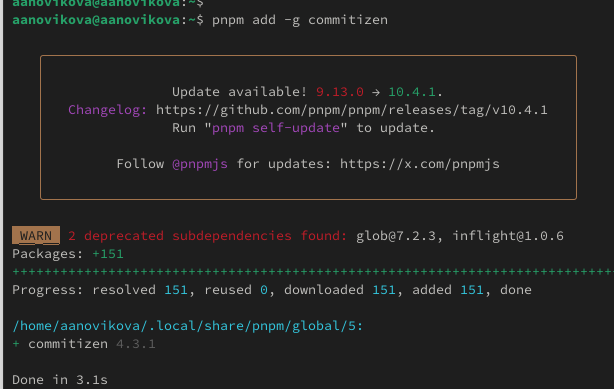 aanovikova@aanovikova:~$
aanovikova@aanovikova:~$ pnpm add -g commitizen
Update available! 9.13.0 → 10.4.1.
Changelog: https://github.com/pnpm/pnpm/releases/tag/v10.4.1
Run "pnpm self-update" to update.
Follow @pnpmjs for updates: https://x.com/pnpmjs
WARN 2 deprecated subdependencies found: glob@7.2.3, inflight@1.0.6
Packages: +151
++++++++++++++++++++++++++++++++++++++++++++++++++++++++++++++++++++++++++++
Progress: resolved 151, reused 0, downloaded 151, added 151, done
/home/aanovikova/.local/share/pnpm/global/5:
+ commitizen 4.3.1
Done in 3.1s